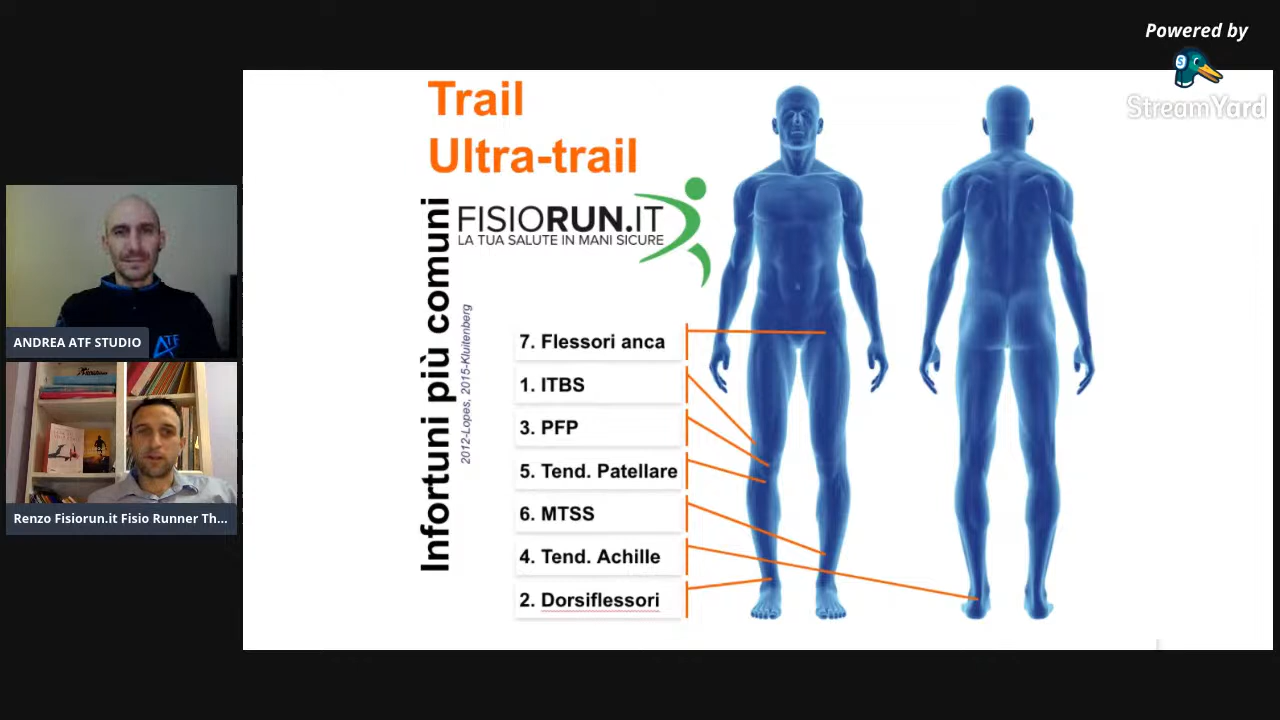 Powered by
StreamYard
Trail
Ultra-trail
FISIORUN.IT
LA TUA SALUTE IN MANI SICURE
Infortuni più comuni
2012-Lopes, 2015-Kluitenberg
7. Flessori anca
1. ITBS
3. PFP
5. Tend. Patellare
6. MTSS
4. Tend. Achille
2. Dorsiflessori
ANDREA ATF STUDIO
ATF
Renzo Fisiorun.it Fisio Runner Th...